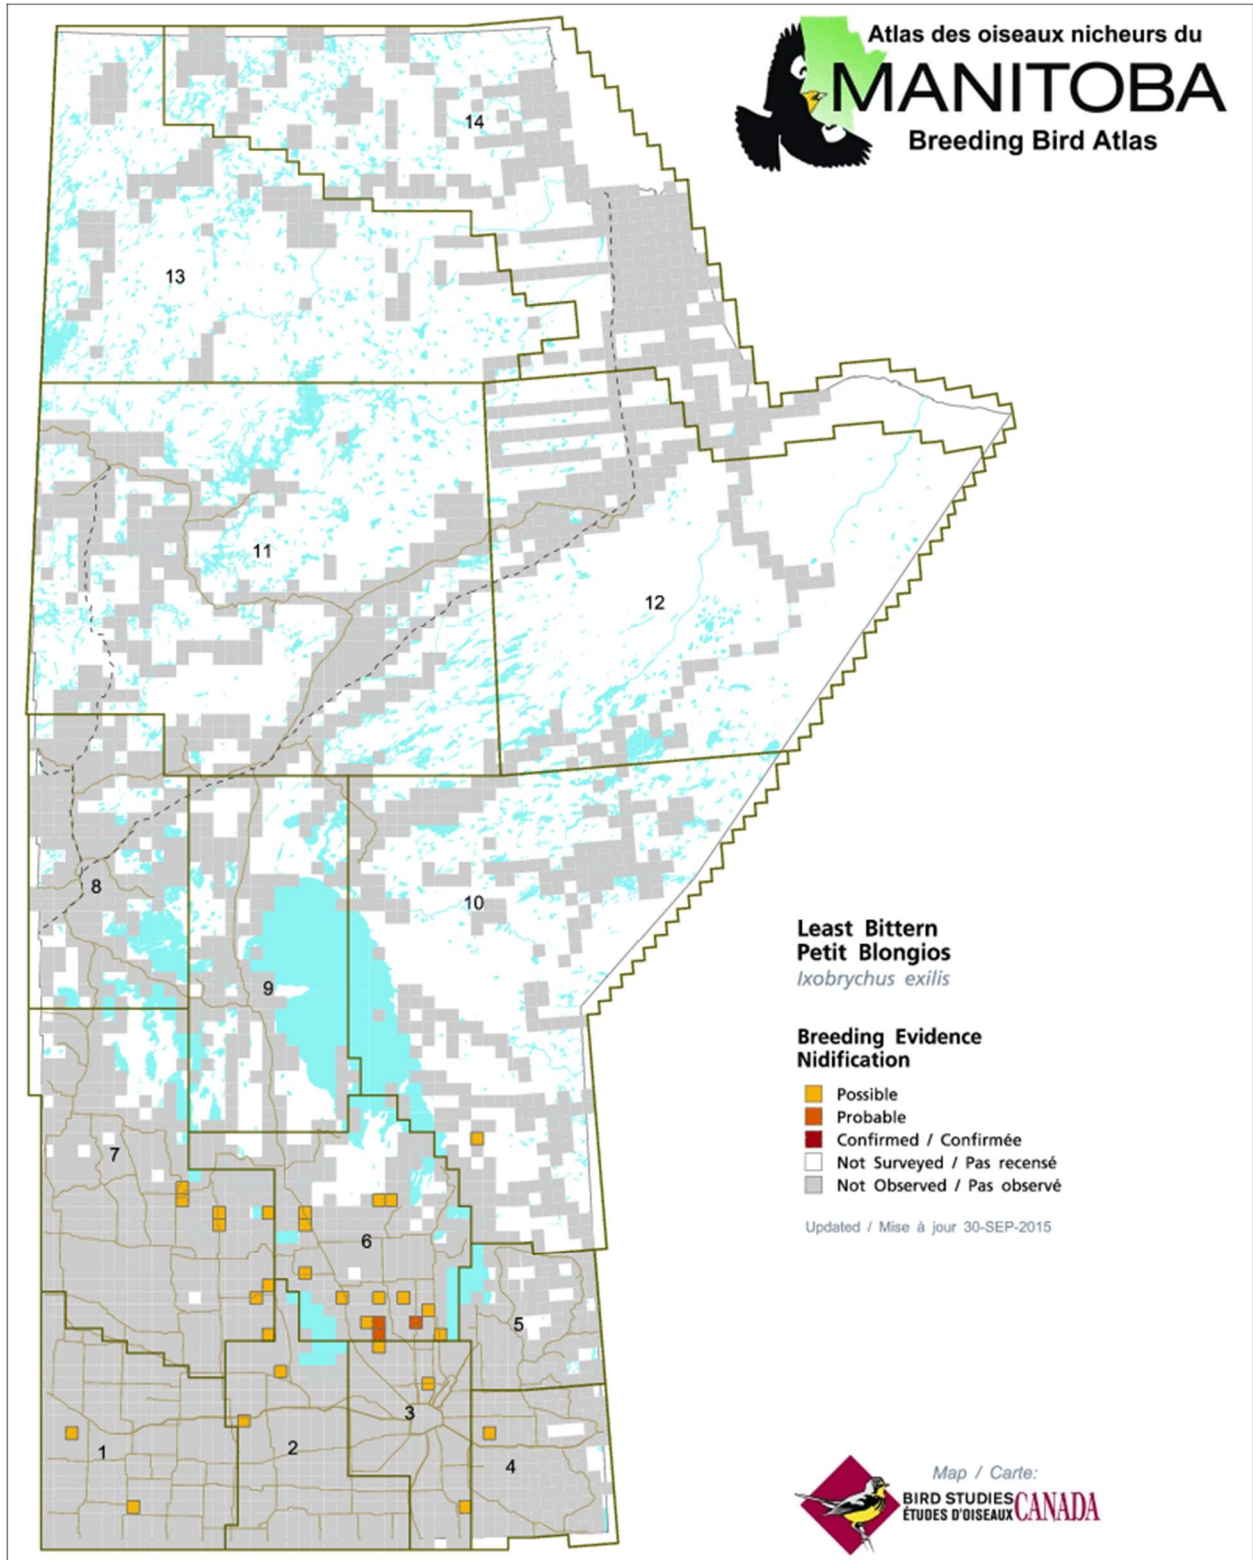 Atlas des oiseaux nicheurs du
MANITOBA
Breeding Bird Atlas
14
13
11
12
8
10
9
7
6
5
3
2
1
4
Least Bittern
Petit Blongios
Ixobrychus exilis
Breeding Evidence
Nidification
Possible
Probable
Confirmed / Confirmée
Not Surveyed / Pas recensé
Not Observed / Pas observé
Updated / Mise à jour 30-SEP-2015
Map / Carte:
BIRD STUDIES
ÉTUDES D'OISEAUX CANADA